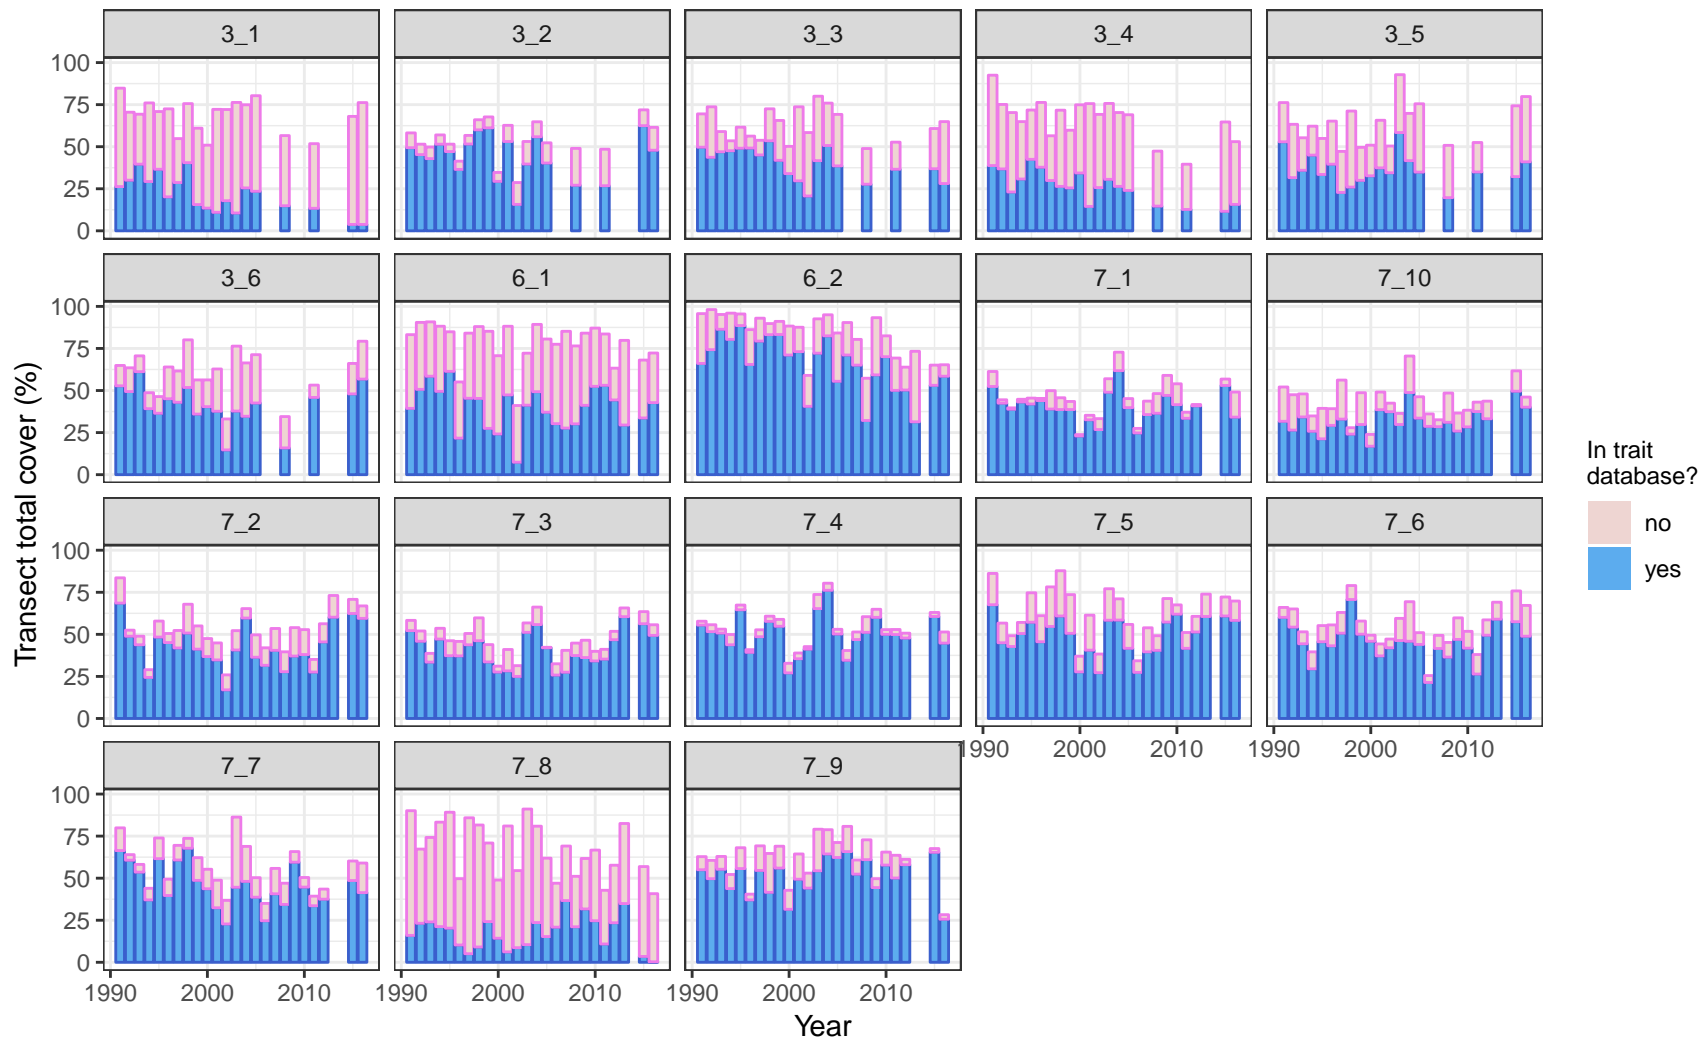 3_1 3_2 3_3 3_4 3_5
100
75
50
25
0
3_6 6_1 6_2 7_1 7_10
100
75
50
25
0
7_2 7_3 7_4 7_5 7_6
100
75
50
25
0
1990 2000 2010 1990 2000 2010
7_7 7_8 7_9
100
75
50
25
0
1990 2000 2010 1990 2000 2010 1990 2000 2010
Year
Transect total cover (%)
In trait
database?
no
yes